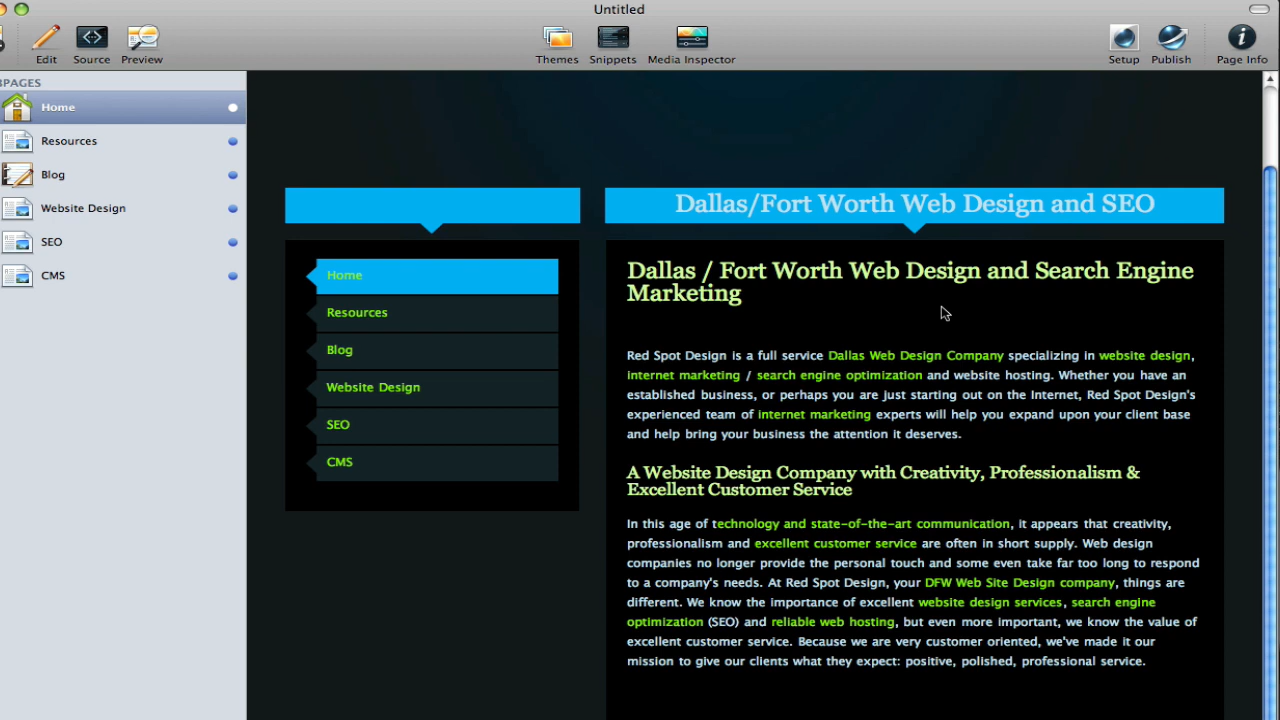 Untitled
Edit
Source
Preview
Themes
Snippets
Media Inspector
Setup
Publish
Page Info
PAGES
Home
Resources
Blog
Website Design
SEO
CMS
Home
Resources
Blog
Website Design
SEO
CMS
Dallas/Fort Worth Web Design and SEO
Dallas / Fort Worth Web Design and Search Engine
Marketing
Red Spot Design is a full service Dallas Web Design Company specializing in website design,
internet marketing / search engine optimization and website hosting. Whether you have an
established business, or perhaps you are just starting out on the Internet, Red Spot Design's
experienced team of internet marketing experts will help you expand upon your client base
and help bring your business the attention it deserves.
A Website Design Company with Creativity, Professionalism &
Excellent Customer Service
In this age of technology and state-of-the-art communication, it appears that creativity,
professionalism and excellent customer service are often in short supply. Web design
companies no longer provide the personal touch and some even take far too long to respond
to a company's needs. At Red Spot Design, your DFW Web Site Design company, things are
different. We know the importance of excellent website design services, search engine
optimization (SEO) and reliable web hosting, but even more important, we know the value of
excellent customer service. Because we are very customer oriented, we've made it our
mission to give our clients what they expect: positive, polished, professional service.